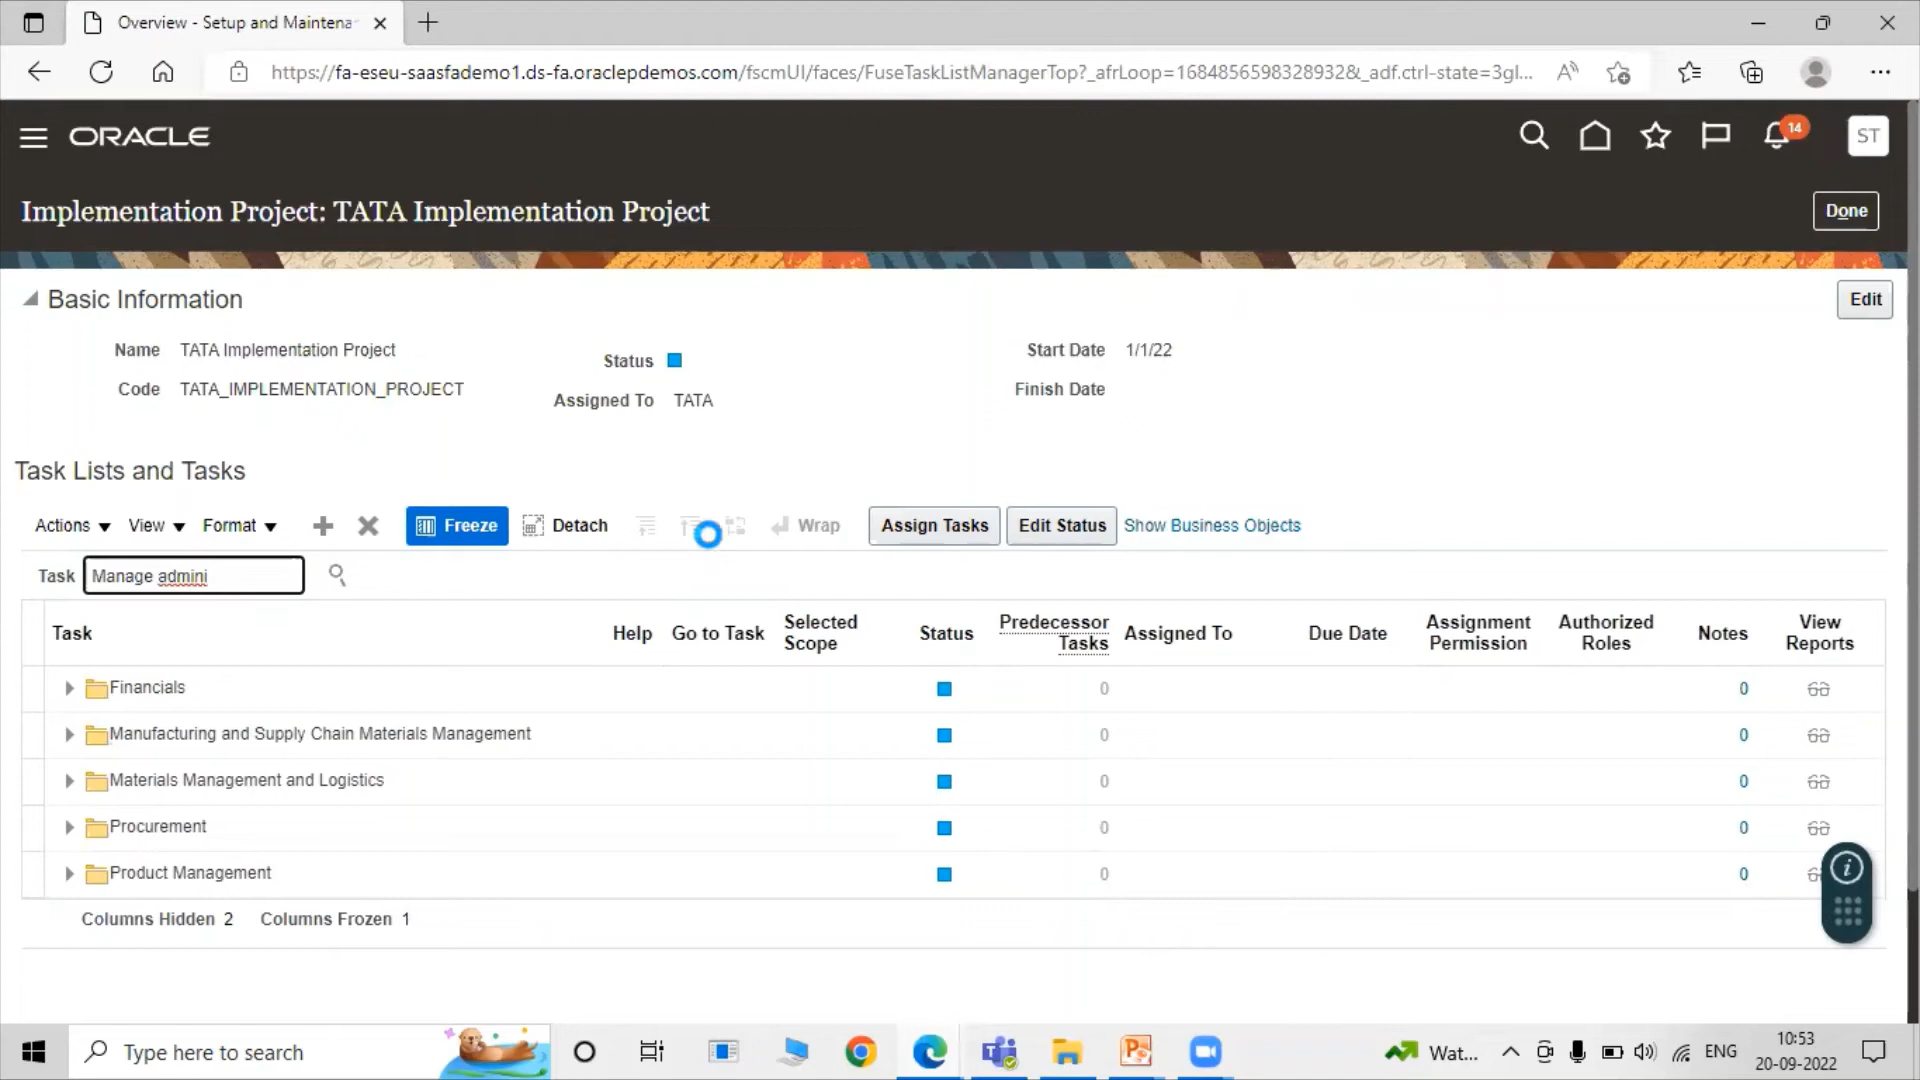 Overview - Setup and Maintena
https://fa-eseu-saasfademo1.ds-fa.oraclepdemos.com/fscmUI/faces/FuseTaskListManagerTop?_afrLoop=1684856598328932&_adf.ctrl-state=3gl...
ORACLE
14
ST
Implementation Project: TATA Implementation Project
Done
Basic Information
Edit
Name TATA Implementation Project
Status
Start Date 1/1/22
Code TATA_IMPLEMENTATION_PROJECT
Assigned To TATA
Finish Date
Task Lists and Tasks
Actions View Format Freeze Detach Wrap Assign Tasks Edit Status Show Business Objects
Task Manage admini
Task Help Go to Task Selected Scope Status Predecessor Tasks Assigned To Due Date Assignment Permission Authorized Roles Notes View Reports
Financials 0 0
Manufacturing and Supply Chain Materials Management 0 0
Materials Management and Logistics 0 0
Procurement 0 0
Product Management 0 0
Columns Hidden 2 Columns Frozen 1
Type here to search
Wat...
ENG
10:53
20-09-2022